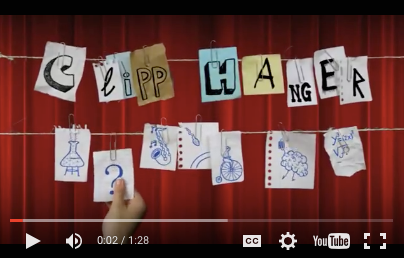 CliPP HANGER
?
0:02 / 1:28 CC YouTube